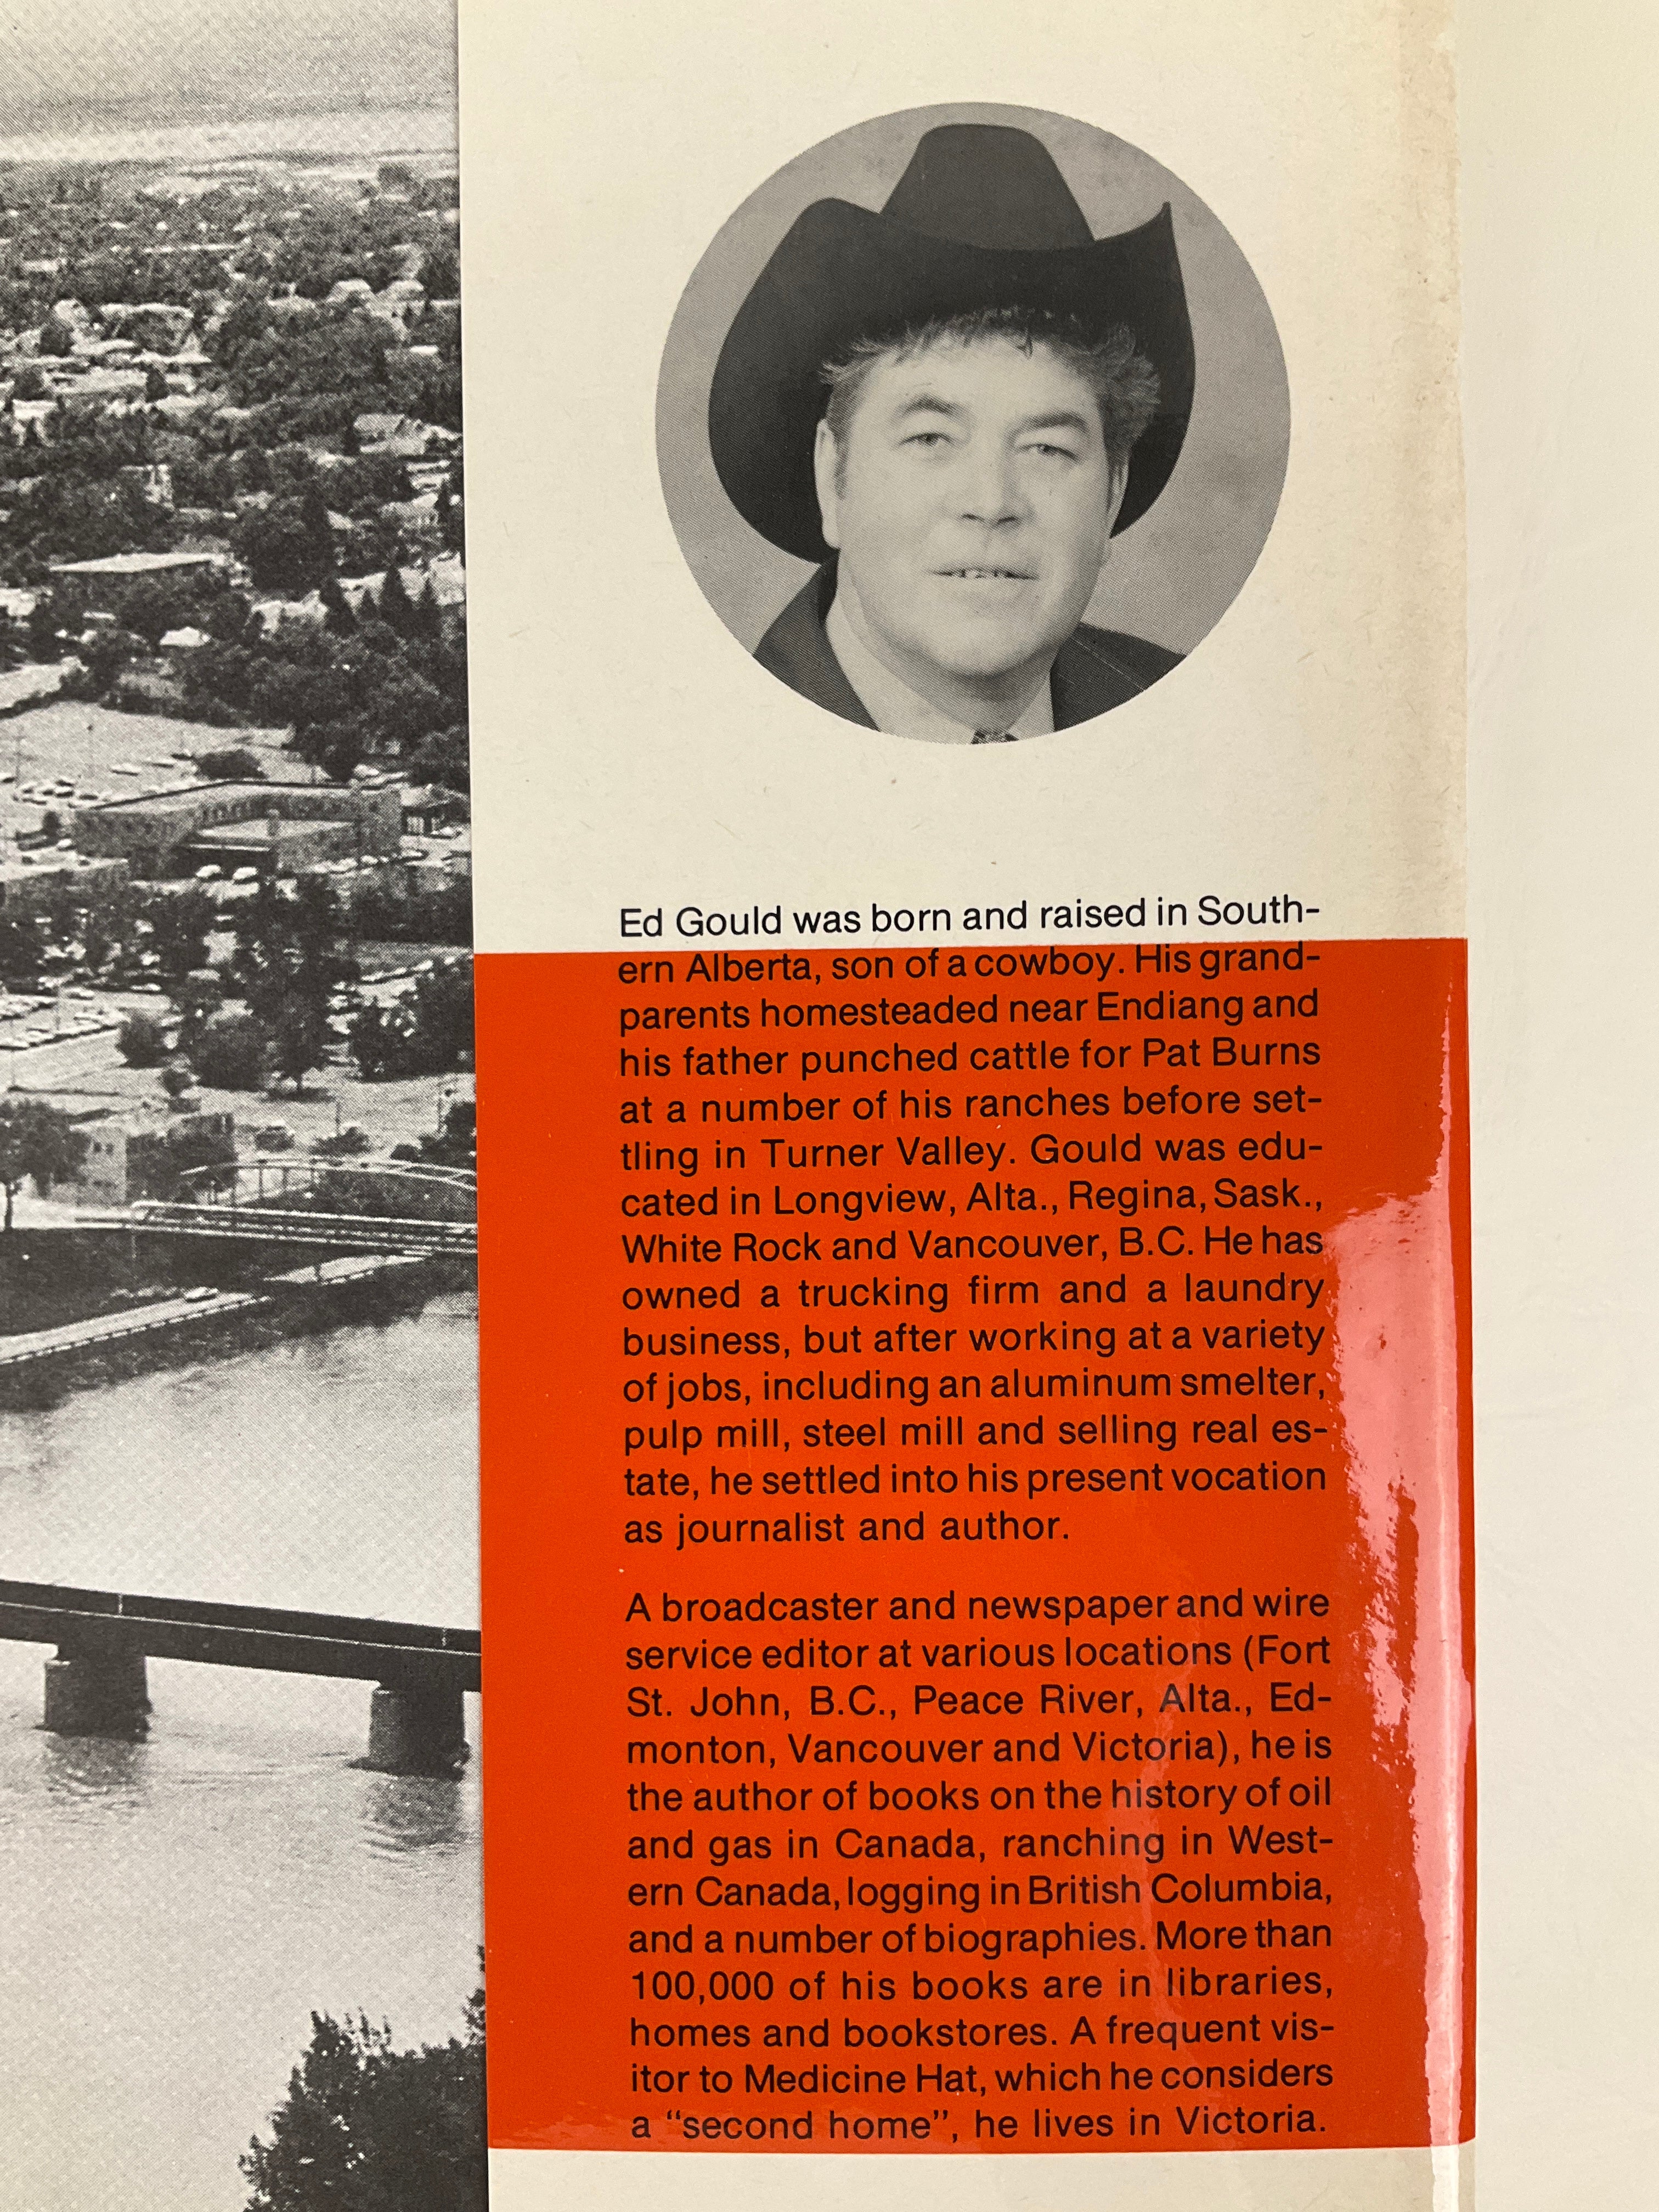 Ed Gould was born and raised in South-
ern Alberta, son of a cowboy. His grand-
parents homesteaded near Endiang and
his father punched cattle for Pat Burns
at a number of his ranches before set-
tling in Turner Valley. Gould was edu-
cated in Longview, Alta., Regina, Sask.,
White Rock and Vancouver, B.C. He has
owned a trucking firm and a laundry
business, but after working at a variety
of jobs, including an aluminum smelter,
pulp mill, steel mill and selling real es-
tate, he settled into his present vocation
as journalist and author.
A broadcaster and newspaper and wire
service editor at various locations (Fort
St. John, B.C., Peace River, Alta., Ed-
monton, Vancouver and Victoria), he is
the author of books on the history of oil
and gas in Canada, ranching in West-
ern Canada, logging in British Columbia,
and a number of biographies. More than
100,000 of his books are in libraries,
homes and bookstores. A frequent vis-
itor to Medicine Hat, which he considers
a “second home”, he lives in Victoria.